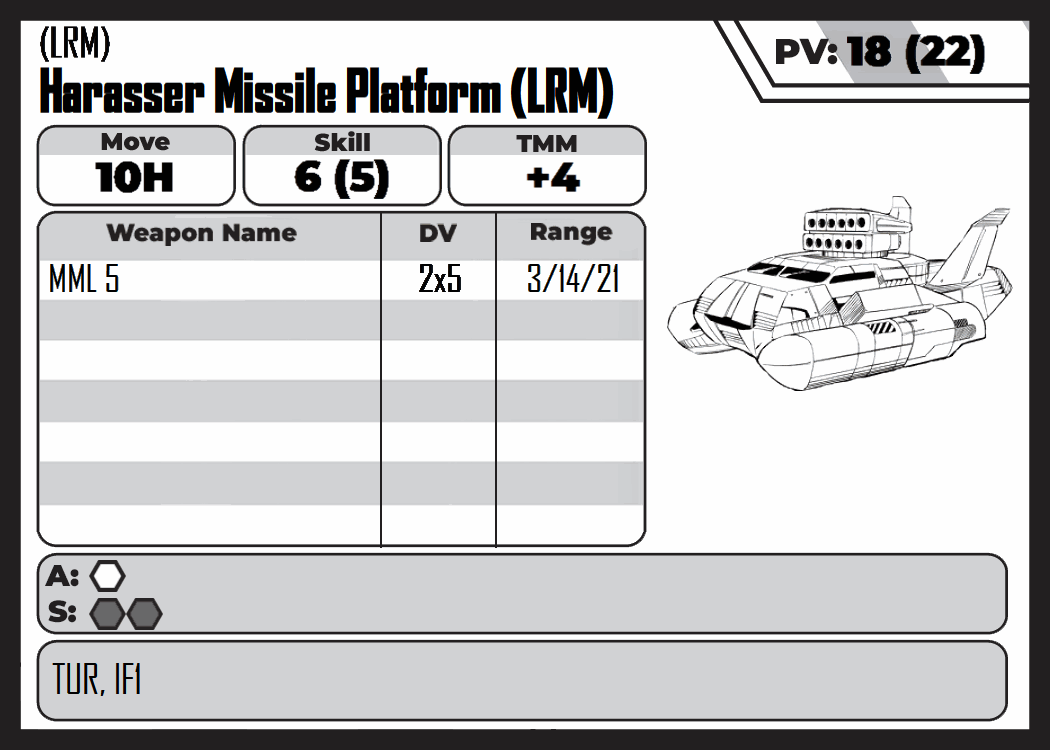 (LRM)
PV: 18 (22)
Harasser Missile Platform (LRM)
Move Skill TMM
10H 6 (5) +4
Weapon Name DV Range
MML 5 2x5 3/14/21
A:
S:
TUR, IF1